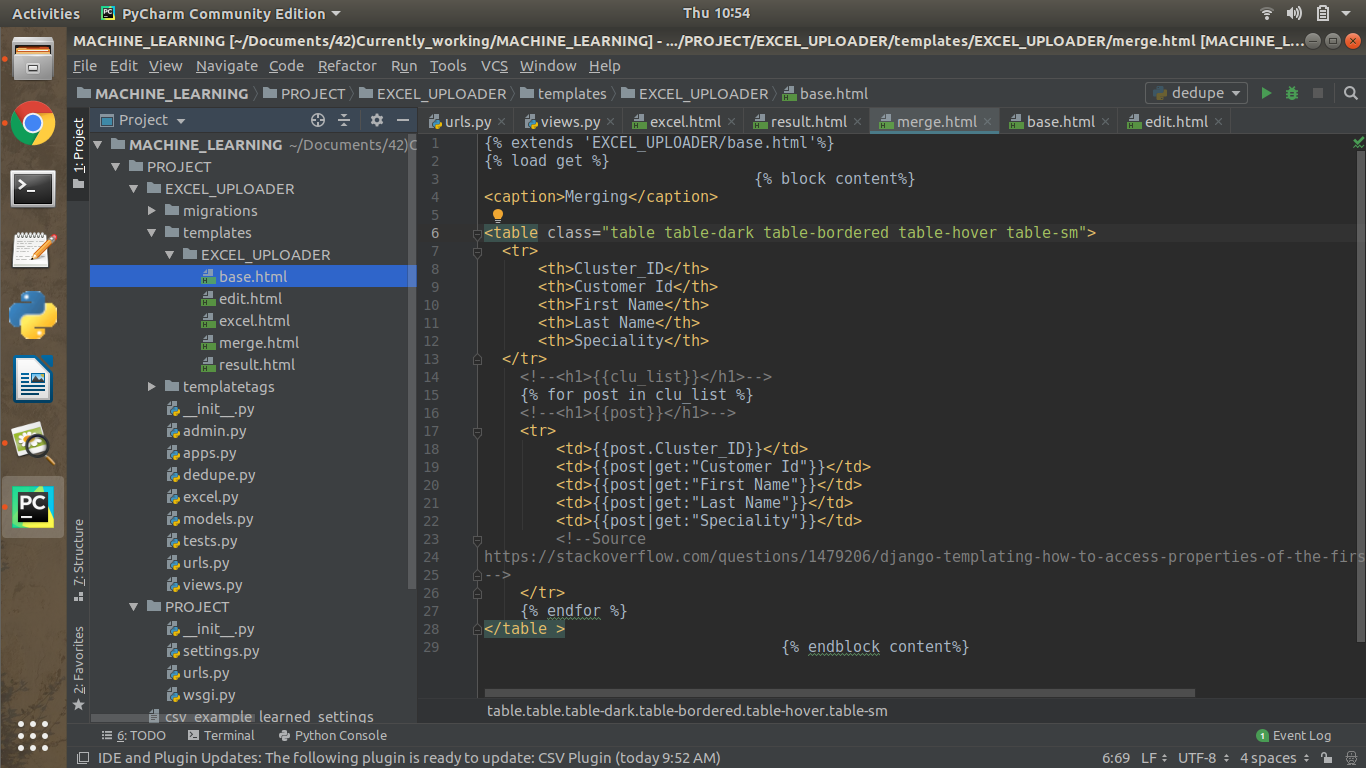 Activities PyCharm Community Edition Thu 10:54
MACHINE_LEARNING [~/Documents/42)Currently_working/MACHINE_LEARNING] - .../PROJECT/EXCEL_UPLOADER/templates/EXCEL_UPLOADER/merge.html [MACHINE_L...
File Edit View Navigate Code Refactor Run Tools VCS Window Help
MACHINE_LEARNING PROJECT EXCEL_UPLOADER templates EXCEL_UPLOADER base.html dedupe
Project
urls.py views.py excel.html result.html merge.html base.html edit.html
1: Project
7: Structure
2: Favorites
MACHINE_LEARNING ~/Documents/42)C
PROJECT
EXCEL_UPLOADER
migrations
templates
EXCEL_UPLOADER
base.html
edit.html
excel.html
merge.html
result.html
templatetags
__init__.py
admin.py
apps.py
dedupe.py
excel.py
models.py
tests.py
urls.py
views.py
PROJECT
__init__.py
settings.py
urls.py
wsgi.py
csv_example_learned_settings
1 {% extends 'EXCEL_UPLOADER/base.html'%}
2 {% load get %}
3 {% block content%}
4 <caption>Merging</caption>
5
6 <table class="table table-dark table-bordered table-hover table-sm">
7 <tr>
8 <th>Cluster_ID</th>
9 <th>Customer Id</th>
10 <th>First Name</th>
11 <th>Last Name</th>
12 <th>Speciality</th>
13 </tr>
14 <!--<h1>{{clu_list}}</h1>-->
15 {% for post in clu_list %}
16 <!--<h1>{{post}}</h1>-->
17 <tr>
18 <td>{{post.Cluster_ID}}</td>
19 <td>{{post|get:"Customer Id"}}</td>
20 <td>{{post|get:"First Name"}}</td>
21 <td>{{post|get:"Last Name"}}</td>
22 <td>{{post|get:"Speciality"}}</td>
23 <!--Source
24 https://stackoverflow.com/questions/1479206/django-templating-how-to-access-properties-of-the-firs
25 -->
26 </tr>
27 {% endfor %}
28 </table >
29 {% endblock content%}
table.table.table-dark.table-bordered.table-hover.table-sm
6: TODO Terminal Python Console 1 Event Log
IDE and Plugin Updates: The following plugin is ready to update: CSV Plugin (today 9:52 AM) 6:69 LF UTF-8 4 spaces